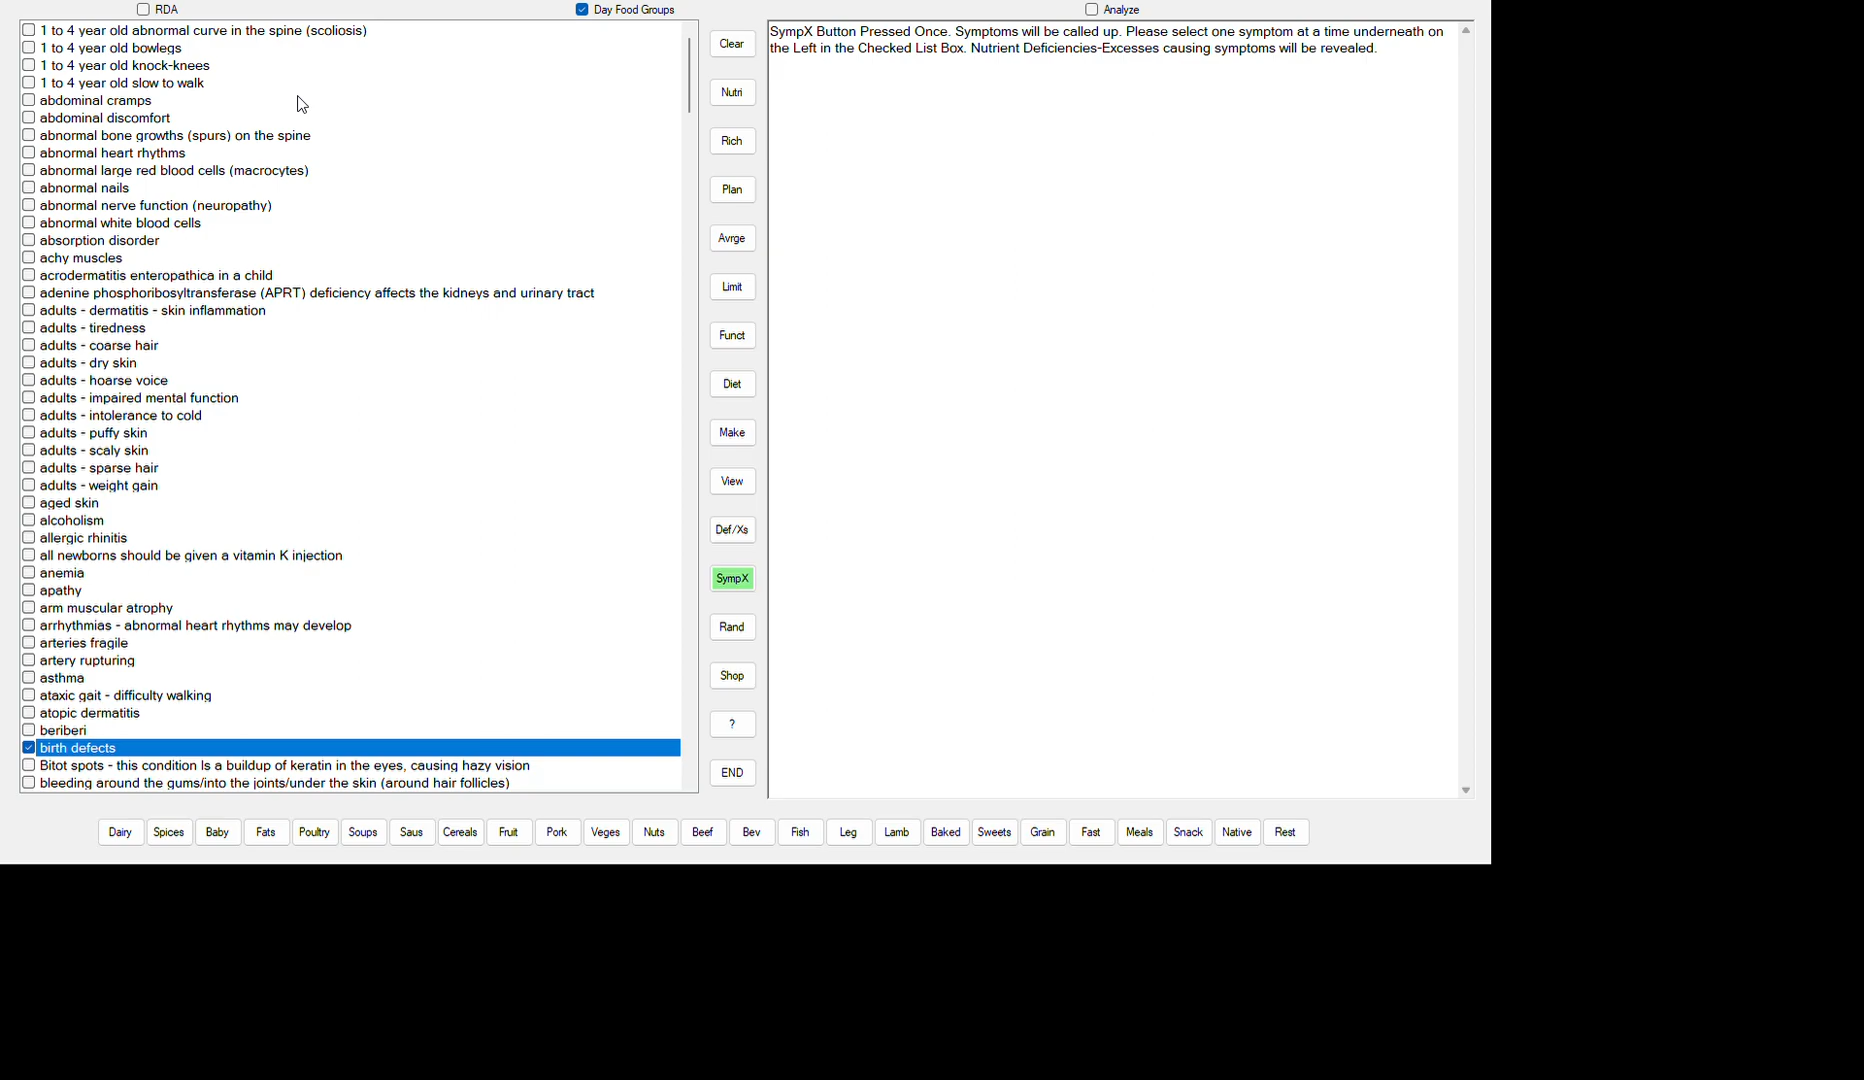 RDA
Day Food Groups
Analyze
1 to 4 year old abnormal curve in the spine (scoliosis)
1 to 4 year old bowlegs
1 to 4 year old knock-knees
1 to 4 year old slow to walk
abdominal cramps
abdominal discomfort
abnormal bone growths (spurs) on the spine
abnormal heart rhythms
abnormal large red blood cells (macrocytes)
abnormal nails
abnormal nerve function (neuropathy)
abnormal white blood cells
absorption disorder
achy muscles
acrodermatitis enteropathica in a child
adenine phosphoribosyltransferase (APRT) deficiency affects the kidneys and urinary tract
adults - dermatitis - skin inflammation
adults - tiredness
adults - coarse hair
adults - dry skin
adults - hoarse voice
adults - impaired mental function
adults - intolerance to cold
adults - puffy skin
adults - scaly skin
adults - sparse hair
adults - weight gain
aged skin
alcoholism
allergic rhinitis
all newborns should be given a vitamin K injection
anemia
apathy
arm muscular atrophy
arrhythmias - abnormal heart rhythms may develop
arteries fragile
artery rupturing
asthma
ataxic gait - difficulty walking
atopic dermatitis
beriberi
birth defects
Bitot spots - this condition Is a buildup of keratin in the eyes, causing hazy vision
bleeding around the gums/into the joints/under the skin (around hair follicles)
Clear
Nutri
Rich
Plan
Avrge
Limit
Funct
Diet
Make
View
Def/Xs
SympX
Rand
Shop
?
END
SympX Button Pressed Once. Symptoms will be called up. Please select one symptom at a time underneath on
the Left in the Checked List Box. Nutrient Deficiencies-Excesses causing symptoms will be revealed.
Dairy Spices Baby Fats Poultry Soups Saus Cereals Fruit Pork Veges Nuts Beef Bev Fish Leg Lamb Baked Sweets Grain Fast Meals Snack Native Rest